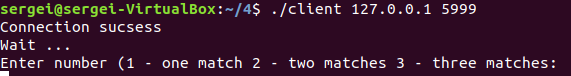 sergei@sergei-VirtualBox:~/4$ ./client 127.0.0.1 5999
Connection sucsess
Wait ...
Enter number (1 - one match 2 - two matches 3 - three matches: